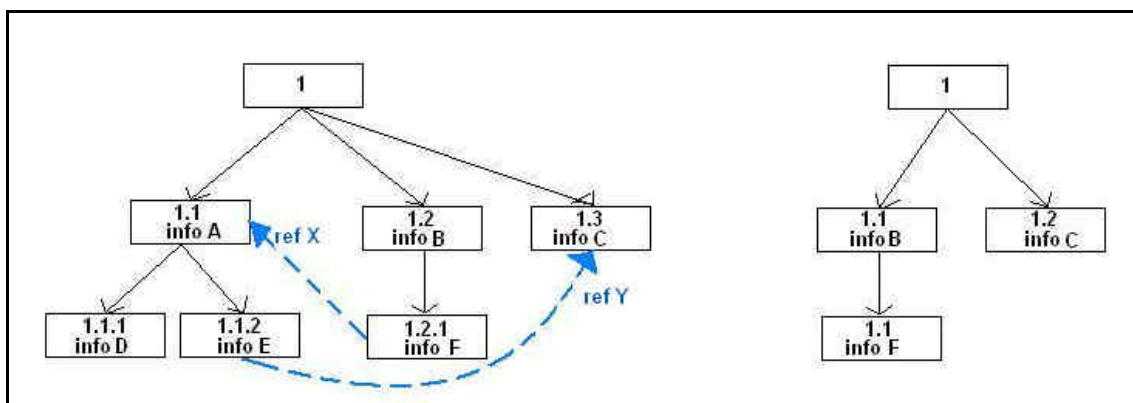 1
1
1.1
info A
ref X
1.2
info B
1.3
info C
1.1
info B
1.2
info C
ref Y
1.1.1
info D
1.1.2
info E
1.2.1
info F
1.1
info F